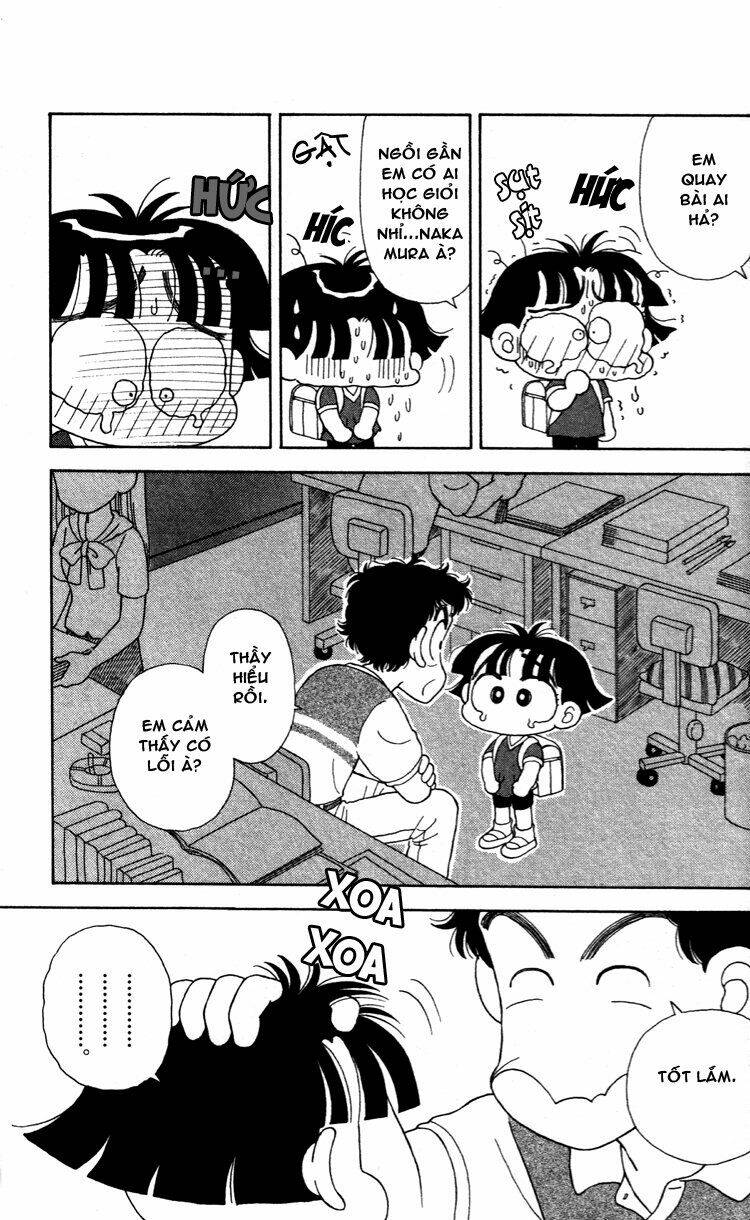 EM
QUAY
BÀI AI
HẢ?
HỨC
SỤT
SỊT
NGỒI GẦN
EM CÓ AI
HỌC GIỎI
KHÔNG
NHỈ...NAKA
MURA À?
GẬT
HÍC
HỨC
...
THẦY
HIỂU
RỒI.
EM CẢM
THẤY CÓ
LỖI À?
XOA
XOA
TỐT LẮM.